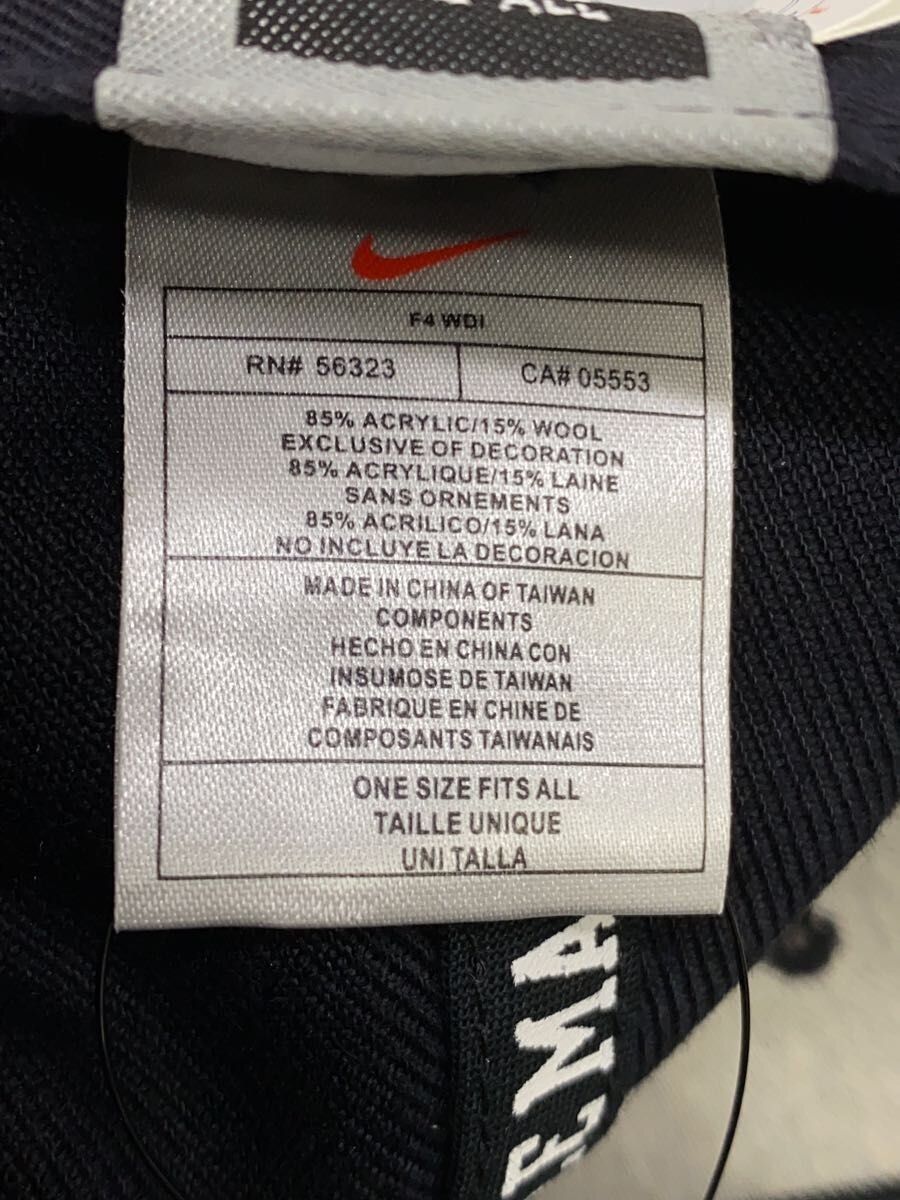 ALL
F4 WDI
RN# 56323
CA# 05553
85% ACRYLIC/15% WOOL
EXCLUSIVE OF DECORATION
85% ACRYLIQUE/15% LAINE
SANS ORNEMENTS
85% ACRILICO/15% LANA
NO INCLUYE LA DECORACION
MADE IN CHINA OF TAIWAN
COMPONENTS
HECHO EN CHINA CON
INSUMOSE DE TAIWAN
FABRIQUE EN CHINE DE
COMPOSANTS TAIWANAIS
ONE SIZE FITS ALL
TAILLE UNIQUE
UNI TALLA
EMA